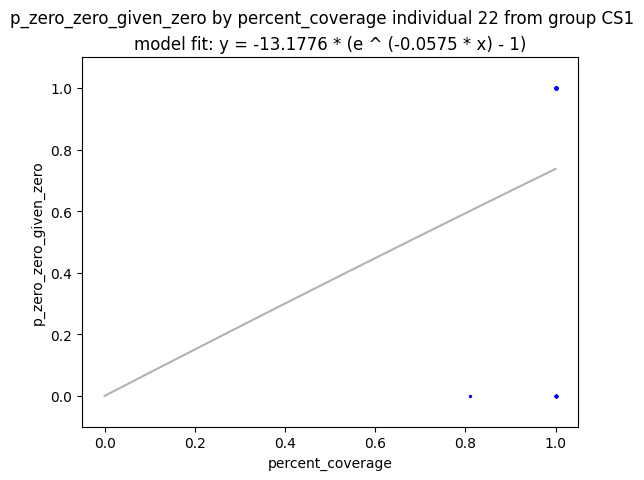 p_zero_zero_given_zero by percent_coverage individual 22 from group CS1
model fit: y = -13.1776 * (e ^ (-0.0575 * x) - 1)
1.0
0.8
0.6
0.4
0.2
0.0
p_zero_zero_given_zero
0.0 0.2 0.4 0.6 0.8 1.0
percent_coverage